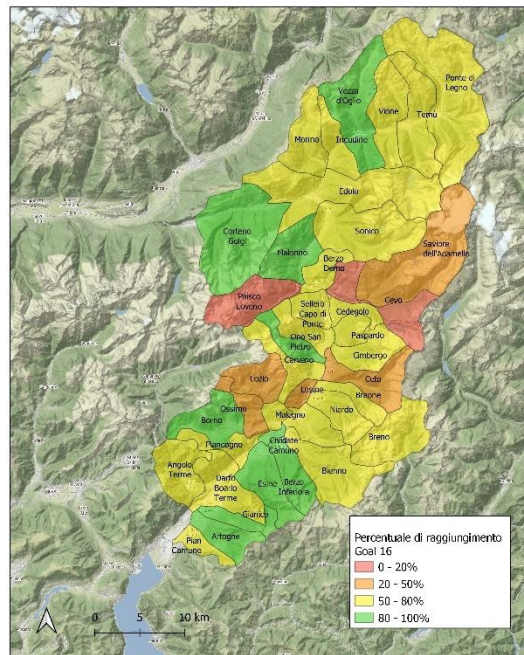 Ponte di
Legno
Vezza
d'Oglio
Vione
Temù
Monno
Incudine
Edolo
Corteno
Golgi
Sonico
Malonno
Saviore
dell'Adamello
Berzo
Demo
Paisco
Loveno
Cevo
Sellero
Capo di
Ponte
Cedegolo
Ono San
Pietro
Paspardo
Cerveno
Cimbergo
Lozio
Ceto
Losine
Braone
Ossimo
Borno
Malegno
Niardo
Piancogno
Cividate
Camuno
Breno
Angolo
Terme
Darfo
Boario
Terme
Esine
Berzo
Inferiore
Bienno
Gianico
Artogne
Pian
Camuno
Percentuale di raggiungimento
Goal 16
0 - 20%
20 - 50%
50 - 80%
80 - 100%
0 5 10 km